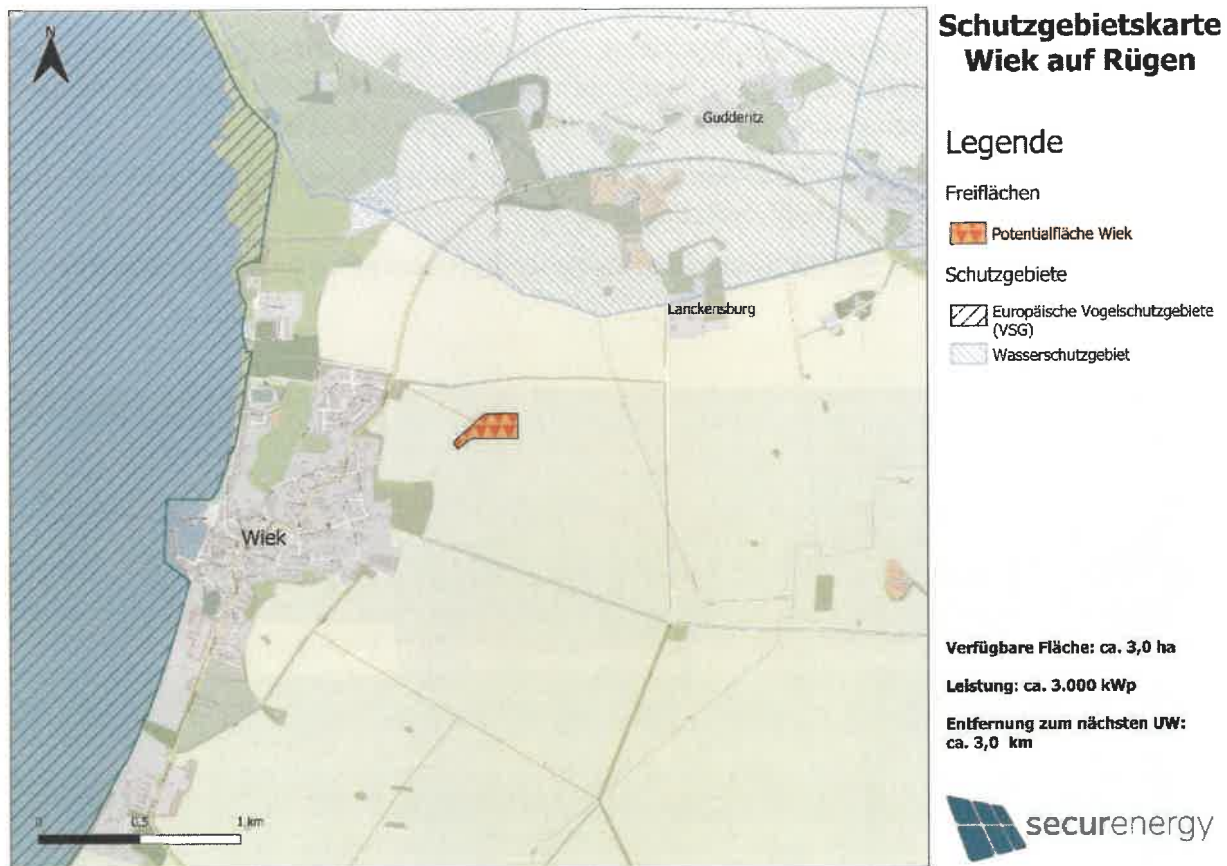 Schutzgebietskarte
Wiek auf Rügen
Legende
Freiflächen
Potentialfläche Wiek
Schutzgebiete
Europäische Vogelschutzgebiete
(VSG)
Wasserschutzgebiet
Verfügbare Fläche: ca. 3,0 ha
Leistung: ca. 3.000 kWp
Entfernung zum nächsten UW:
ca. 3,0 km
securenergy
N
Gudderitz
Lanckensburg
Wiek
0 0,5 1 km